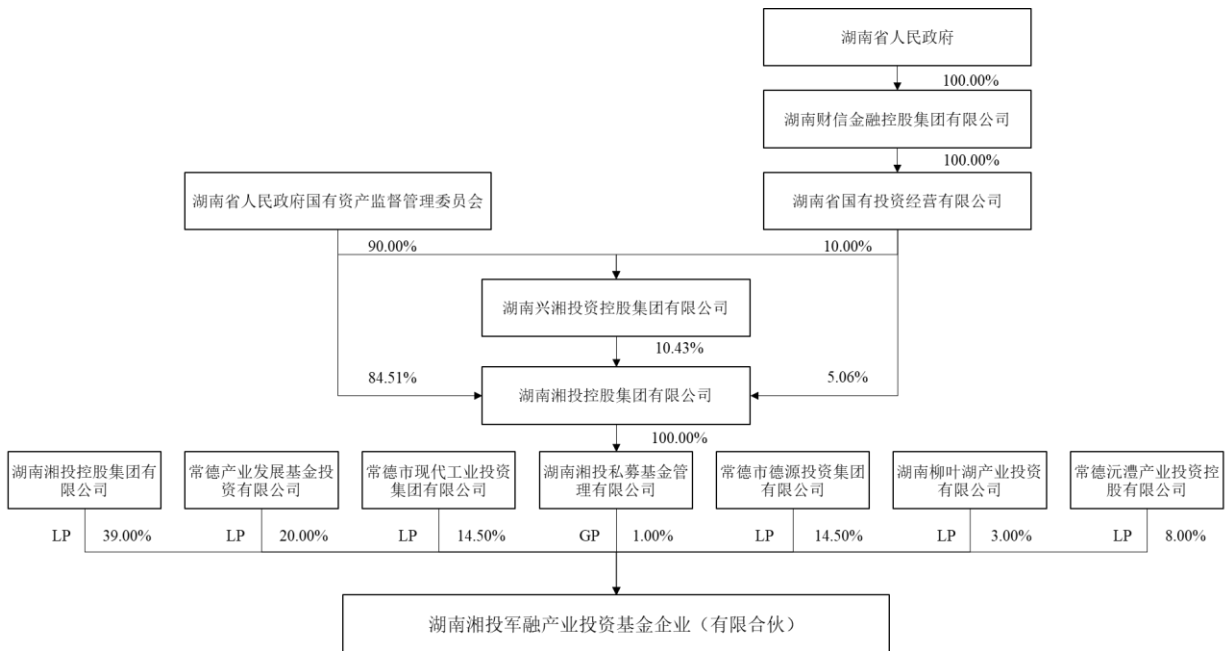 湖南省人民政府
100.00%
湖南财信金融控股集团有限公司
100.00%
湖南省人民政府国有资产监督管理委员会
湖南省国有投资经营有限公司
90.00%
10.00%
湖南兴湘投资控股集团有限公司
10.43%
84.51%
5.06%
湖南湘投控股集团有限公司
100.00%
湖南湘投控股集团有
限公司
常德产业发展基金投
资有限公司
常德市现代工业投资
集团有限公司
湖南湘投私募基金管
理有限公司
常德市德源投资集团
有限公司
湖南柳叶湖产业投资
有限公司
常德沅澧产业投资控
股有限公司
LP 39.00%
LP 20.00%
LP 14.50%
GP 1.00%
LP 14.50%
LP 3.00%
LP 8.00%
湖南湘投军融产业投资基金企业（有限合伙）